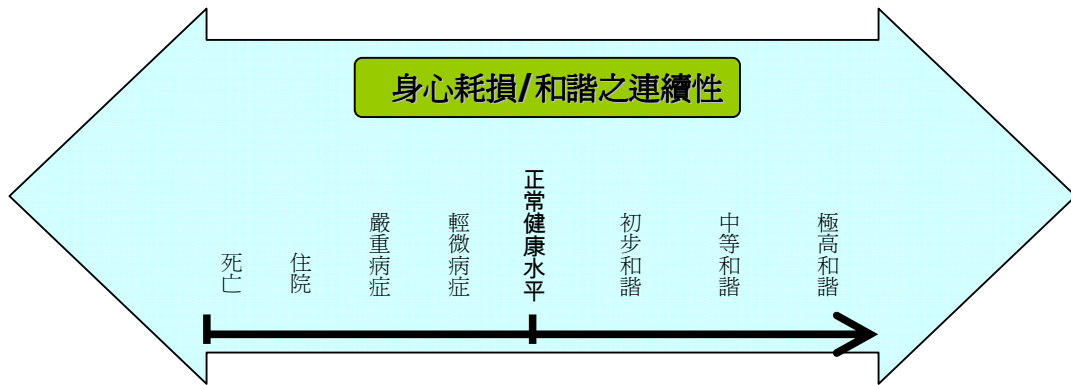 身心耗損/和諧之連續性
死亡
住院
嚴重病症
輕微病症
正常健康水平
初步和諧
中等和諧
極高和諧